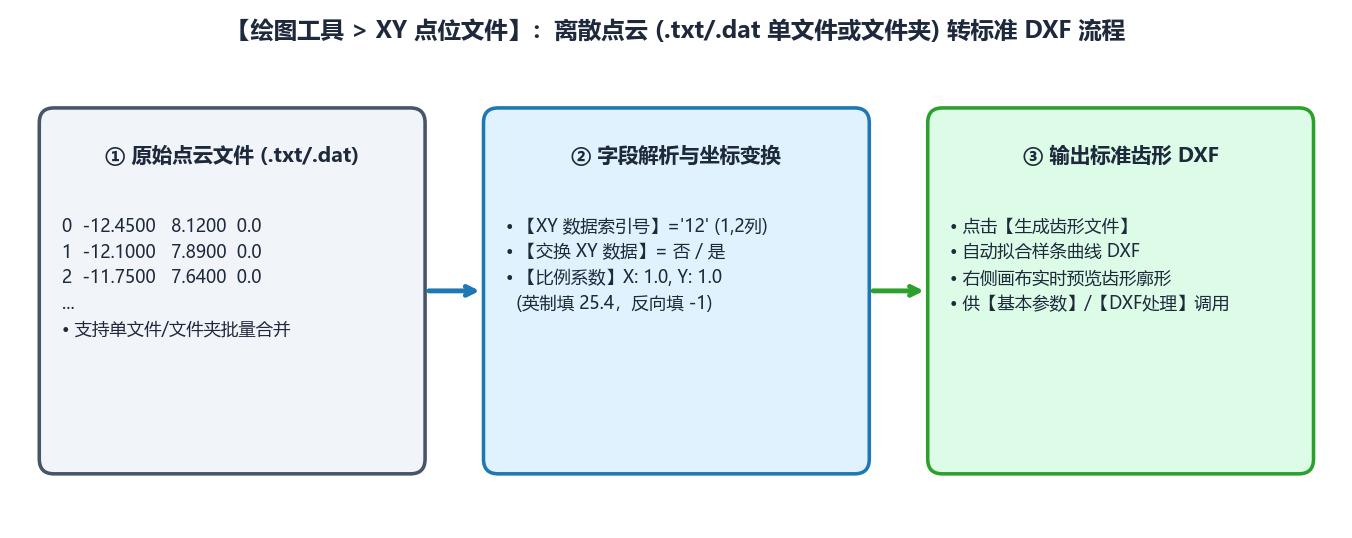 【绘图工具 > XY 点位文件】：离散点云 (.txt/.dat 单文件或文件夹) 转标准 DXF 流程
① 原始点云文件 (.txt/.dat)
0 -12.4500 8.1200 0.0
1 -12.1000 7.8900 0.0
2 -11.7500 7.6400 0.0
...
• 支持单文件/文件夹批量合并
② 字段解析与坐标变换
• 【XY 数据索引号】='12' (1,2列)
• 【交换 XY 数据】= 否 / 是
• 【比例系数】X: 1.0, Y: 1.0
(英制填 25.4，反向填 -1)
③ 输出标准齿形 DXF
• 点击【生成齿形文件】
• 自动拟合样条曲线 DXF
• 右侧画布实时预览齿形廓形
• 供【基本参数】/【DXF处理】调用